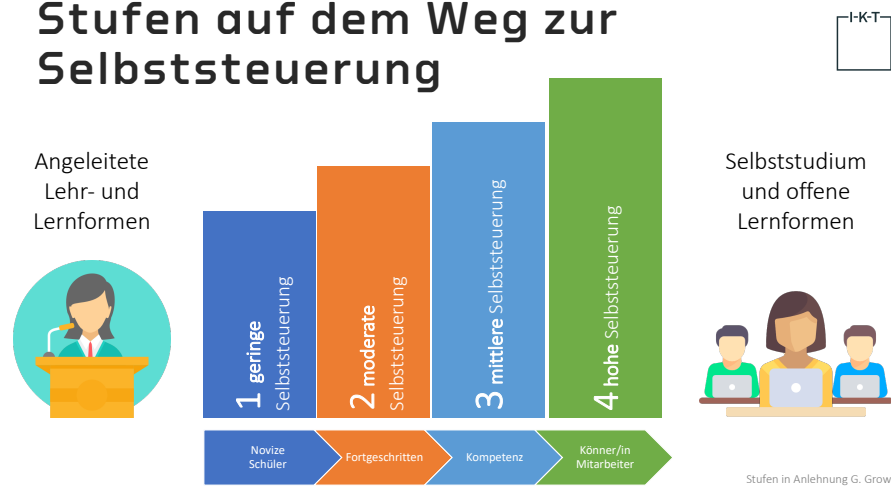 Stufen auf dem Weg zur
Selbststeuerung
I-K-T
Angeleitete
Lehr- und
Lernformen
1 geringe
Selbststeuerung
2 moderate
Selbststeuerung
3 mittlere Selbststeuerung
4 hohe Selbststeuerung
Selbststudium
und offene
Lernformen
Novize
Schüler
Fortgeschritten
Kompetenz
Könner/in
Mitarbeiter
Stufen in Anlehnung G. Grow